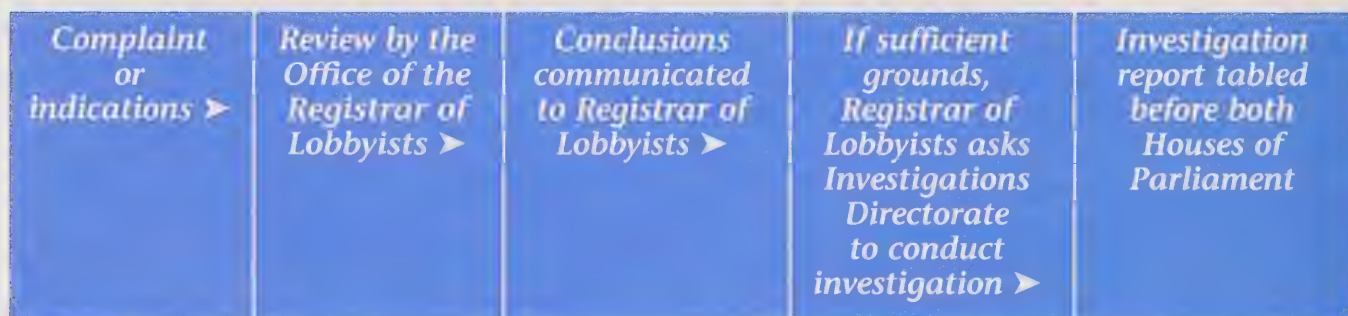 Complaint
or
indications ➤
Review by the
Office of the
Registrar of
Lobbyists ➤
Conclusions
communicated
to Registrar of
Lobbyists ➤
If sufficient
grounds,
Registrar of
Lobbyists asks
Investigations
Directorate
to conduct
investigation ➤
Investigation
report tabled
before both
Houses of
Parliament